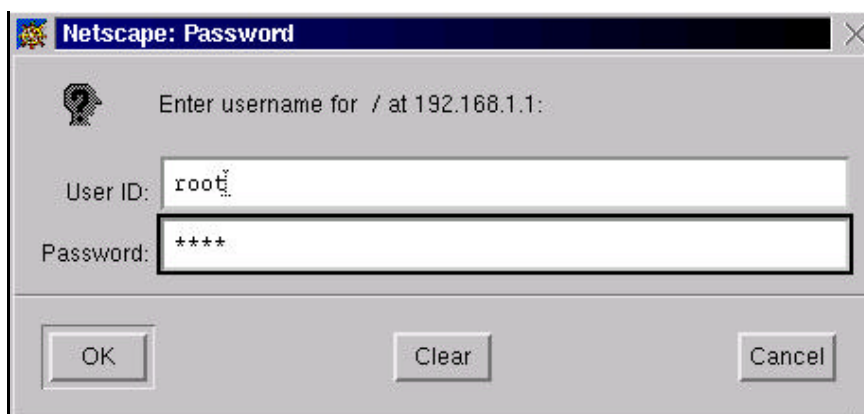 Netscape: Password
Enter username for / at 192.168.1.1:
User ID: root
Password: ****
OK Clear Cancel